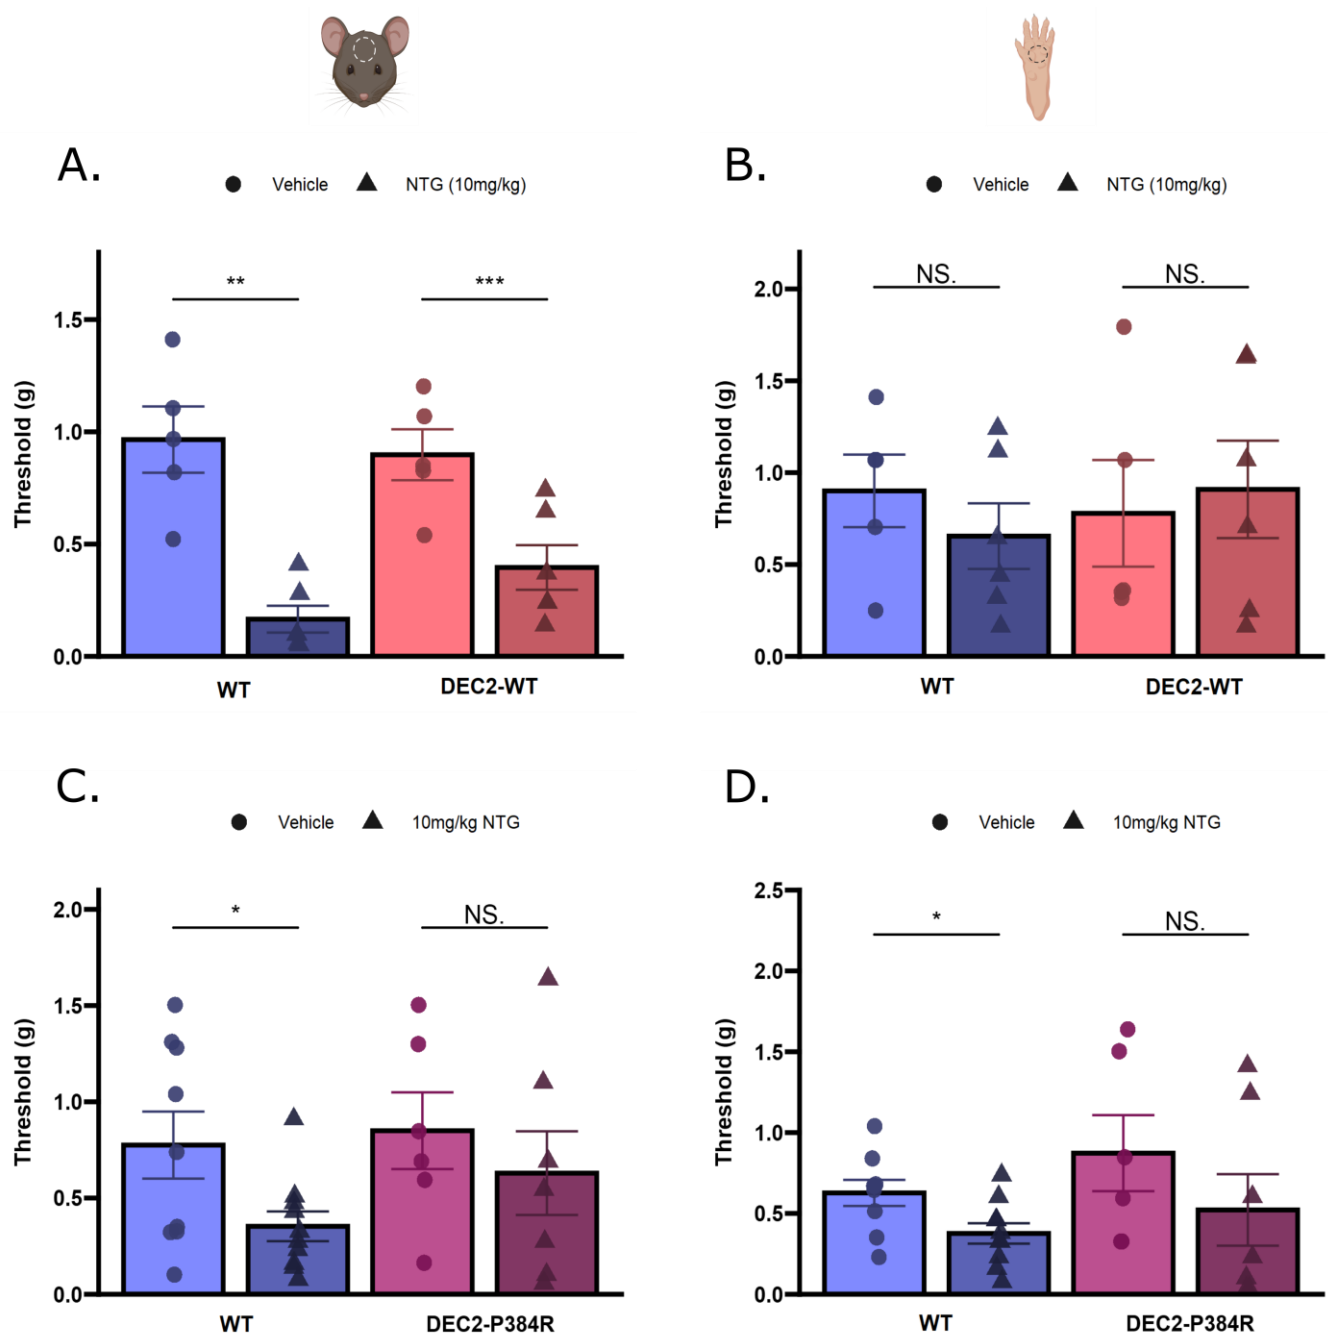 A.
Vehicle NTG (10mg/kg)
Threshold (g)
1.5
1.0
0.5
0.0
**
***
WT
DEC2-WT
B.
Vehicle NTG (10mg/kg)
Threshold (g)
2.0
1.5
1.0
0.5
0.0
NS.
NS.
WT
DEC2-WT
C.
Vehicle 10mg/kg NTG
Threshold (g)
2.0
1.5
1.0
0.5
0.0
*
NS.
WT
DEC2-P384R
D.
Vehicle 10mg/kg NTG
Threshold (g)
2.5
2.0
1.5
1.0
0.5
0.0
*
NS.
WT
DEC2-P384R